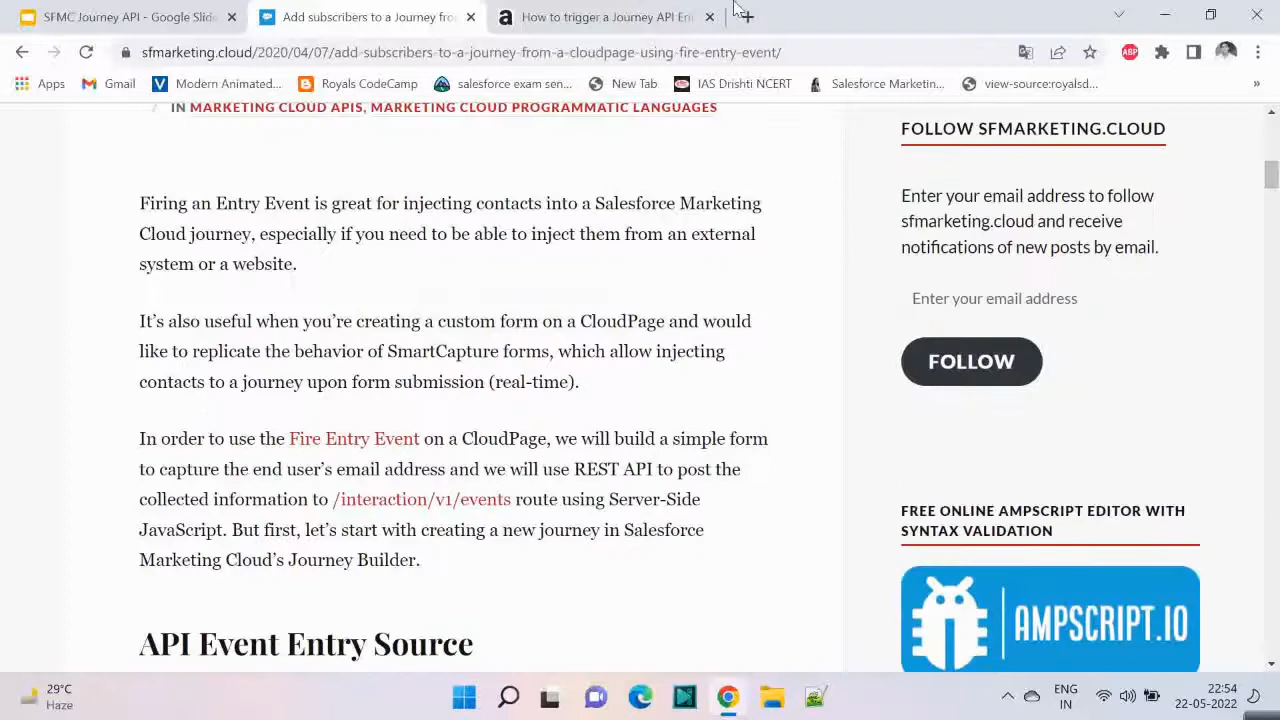 SFMC Journey API - Google Slide
Add subscribers to a Journey from
How to trigger a Journey API En
sfmarketing.cloud/2020/04/07/add-subscribers-to-a-journey-from-a-cloudpage-using-fire-entry-event/
ABP
Apps
Gmail
Modern Animated...
Royals CodeCamp
salesforce exam sen...
New Tab
IAS Drishti NCERT
Salesforce Marketin...
view-source:royalsd...
»
/ IN MARKETING CLOUD APIS, MARKETING CLOUD PROGRAMMATIC LANGUAGES
Firing an Entry Event is great for injecting contacts into a Salesforce Marketing
Cloud journey, especially if you need to be able to inject them from an external
system or a website.
It's also useful when you're creating a custom form on a CloudPage and would
like to replicate the behavior of SmartCapture forms, which allow injecting
contacts to a journey upon form submission (real-time).
In order to use the Fire Entry Event on a CloudPage, we will build a simple form
to capture the end user's email address and we will use REST API to post the
collected information to /interaction/v1/events route using Server-Side
JavaScript. But first, let's start with creating a new journey in Salesforce
Marketing Cloud's Journey Builder.
API Event Entry Source
FOLLOW SFMARKETING.CLOUD
Enter your email address to follow
sfmarketing.cloud and receive
notifications of new posts by email.
Enter your email address
FOLLOW
FREE ONLINE AMPSCRIPT EDITOR WITH
SYNTAX VALIDATION
AMPSCRIPT.IO
29°C
Haze
ENG
IN
22:54
22-05-2022